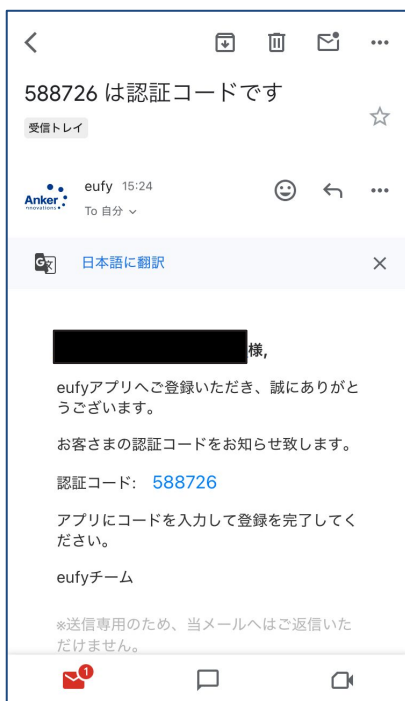 588726 は認証コードです
受信トレイ
eufy 15:24
Anker
Innovations
To 自分
日本語に翻訳
様,
eufyアプリへご登録いただき、誠にありがと
うございます。
お客さまの認証コードをお知らせ致します。
認証コード: 588726
アプリにコードを入力して登録を完了してく
ださい。
eufyチーム
※送信専用のため、当メールへはご返信いた
だけません。
1